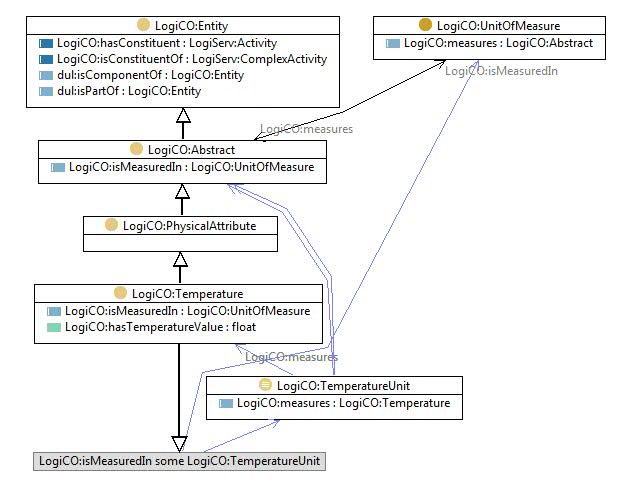 LogiCO:Entity
LogiCO:hasConstituent : LogiServ:Activity
LogiCO:isConstituentOf : LogiServ:ComplexActivity
dul:isComponentOf : LogiCO:Entity
dul:isPartOf : LogiCO:Entity
LogiCO:UnitOfMeasure
LogiCO:measures : LogiCO:Abstract
LogiCO:isMeasuredIn
LogiCO:measures
LogiCO:Abstract
LogiCO:isMeasuredIn : LogiCO:UnitOfMeasure
LogiCO:PhysicalAttribute
LogiCO:Temperature
LogiCO:isMeasuredIn : LogiCO:UnitOfMeasure
LogiCO:hasTemperatureValue : float
LogiCO:measures
LogiCO:TemperatureUnit
LogiCO:measures : LogiCO:Temperature
LogiCO:isMeasuredIn some LogiCO:TemperatureUnit